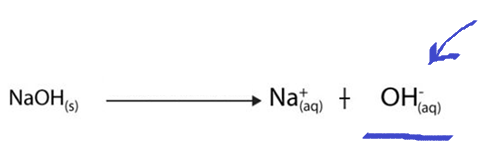 NaOH(s) ⟶ Na⁺(aq) + OH⁻(aq)